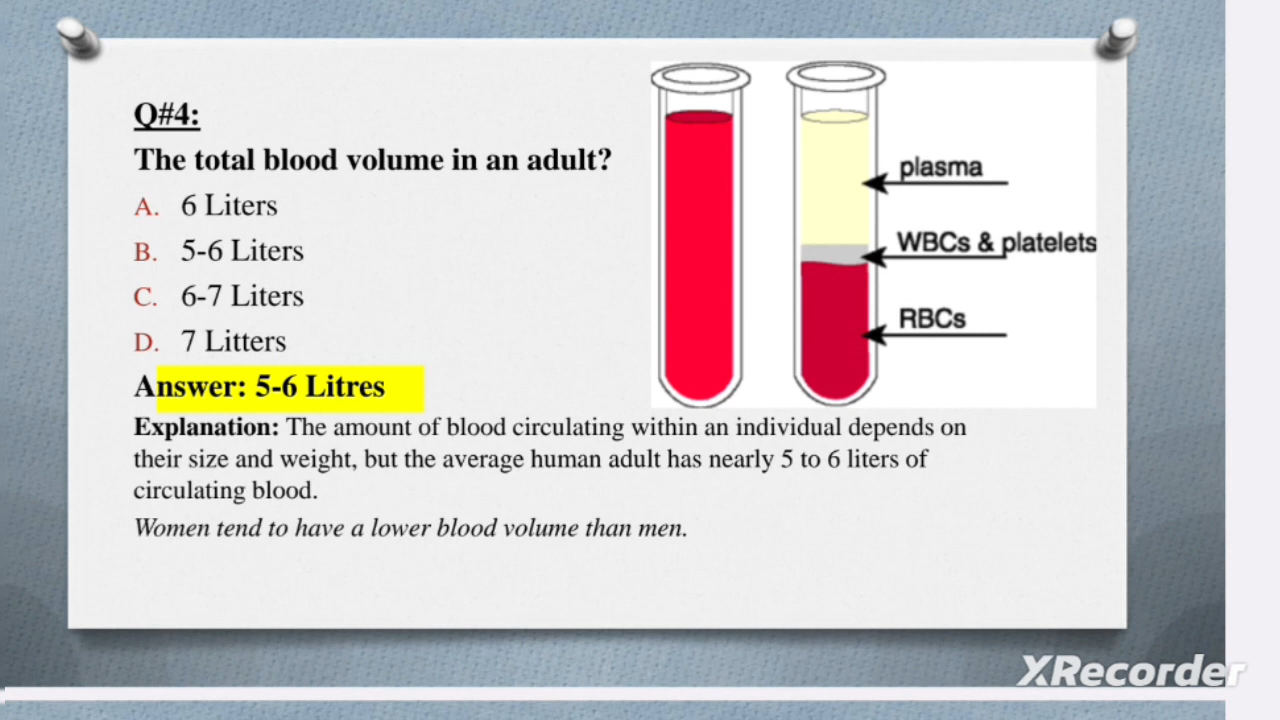 Q#4:
The total blood volume in an adult?
A. 6 Liters
B. 5-6 Liters
C. 6-7 Liters
D. 7 Litters
Answer: 5-6 Litres
Explanation: The amount of blood circulating within an individual depends on
their size and weight, but the average human adult has nearly 5 to 6 liters of
circulating blood.
Women tend to have a lower blood volume than men.
plasma
WBCs & platelets
RBCs
XRecorder